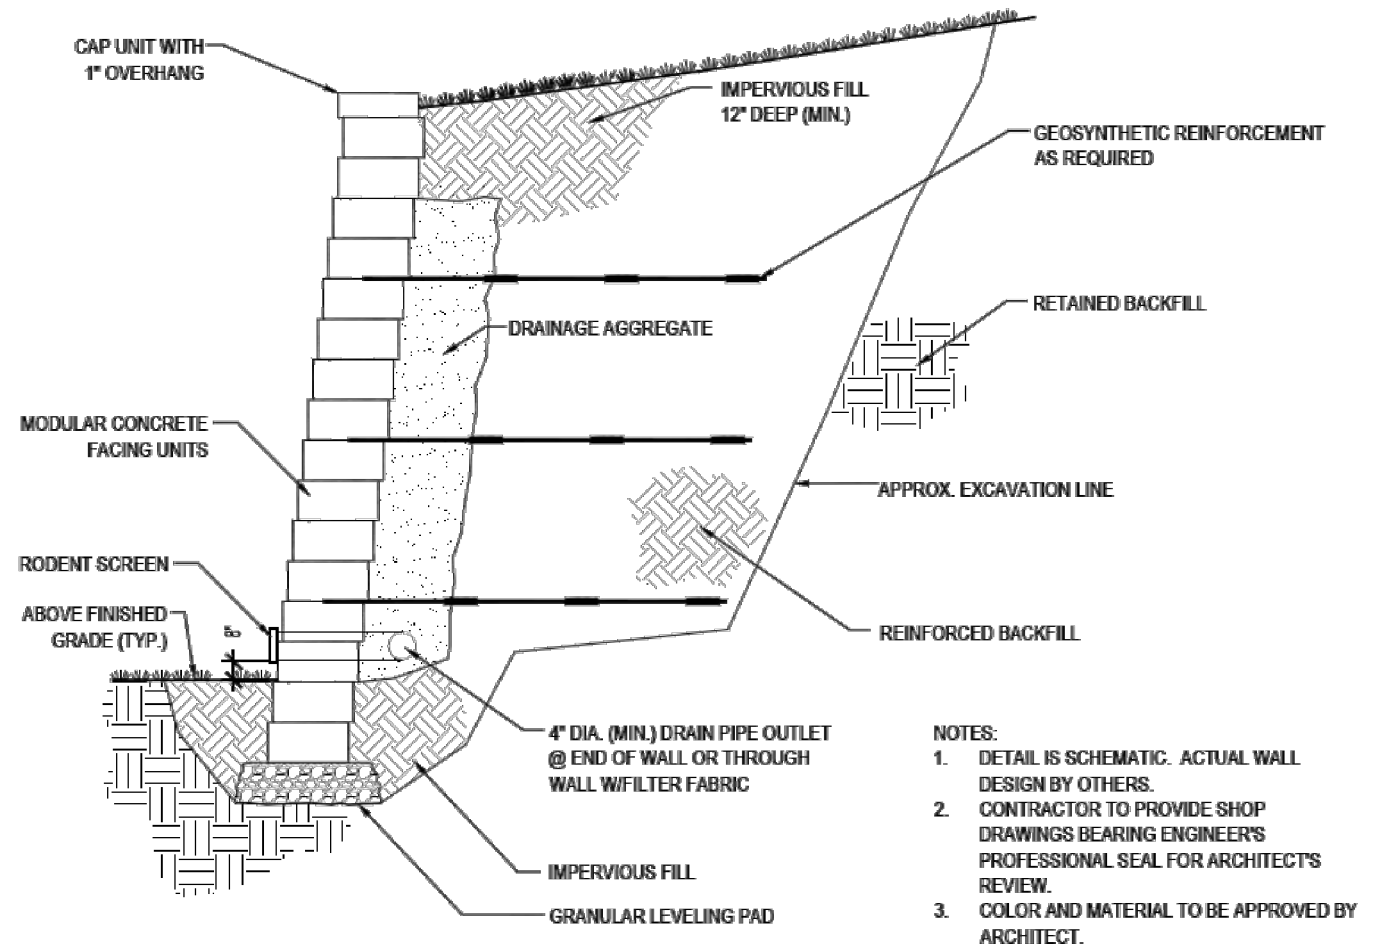 CAP UNIT WITH
1" OVERHANG
IMPERVIOUS FILL
12" DEEP (MIN.)
GEOSYNTHETIC REINFORCEMENT
AS REQUIRED
RETAINED BACKFILL
DRAINAGE AGGREGATE
MODULAR CONCRETE
FACING UNITS
APPROX. EXCAVATION LINE
RODENT SCREEN
ABOVE FINISHED
GRADE (TYP.)
8"
REINFORCED BACKFILL
4" DIA. (MIN.) DRAIN PIPE OUTLET
@ END OF WALL OR THROUGH
WALL W/FILTER FABRIC
IMPERVIOUS FILL
GRANULAR LEVELING PAD
NOTES:
1. DETAIL IS SCHEMATIC. ACTUAL WALL
DESIGN BY OTHERS.
2. CONTRACTOR TO PROVIDE SHOP
DRAWINGS BEARING ENGINEER'S
PROFESSIONAL SEAL FOR ARCHITECT'S
REVIEW.
3. COLOR AND MATERIAL TO BE APPROVED BY
ARCHITECT.